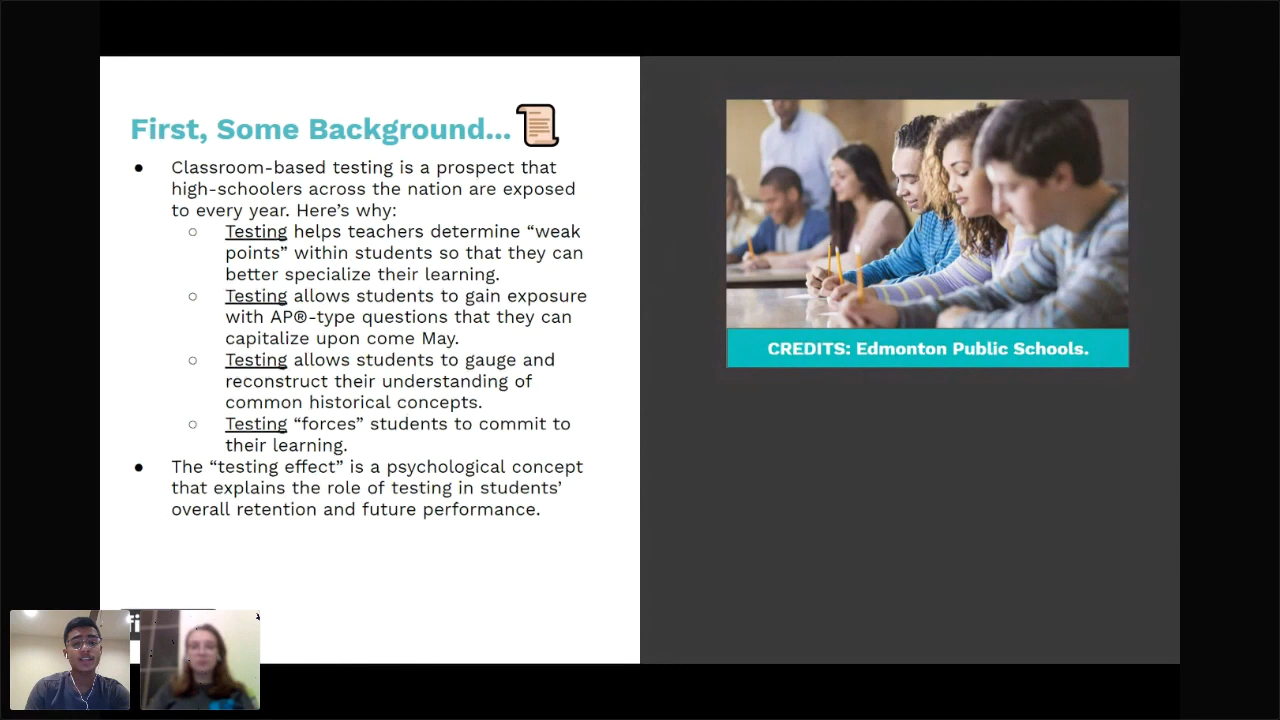 First, Some Background...
● Classroom-based testing is a prospect that
high-schoolers across the nation are exposed
to every year. Here’s why:
○ Testing helps teachers determine “weak
points” within students so that they can
better specialize their learning.
○ Testing allows students to gain exposure
with AP®-type questions that they can
capitalize upon come May.
○ Testing allows students to gauge and
reconstruct their understanding of
common historical concepts.
○ Testing “forces” students to commit to
their learning.
● The “testing effect” is a psychological concept
that explains the role of testing in students’
overall retention and future performance.
CREDITS: Edmonton Public Schools.